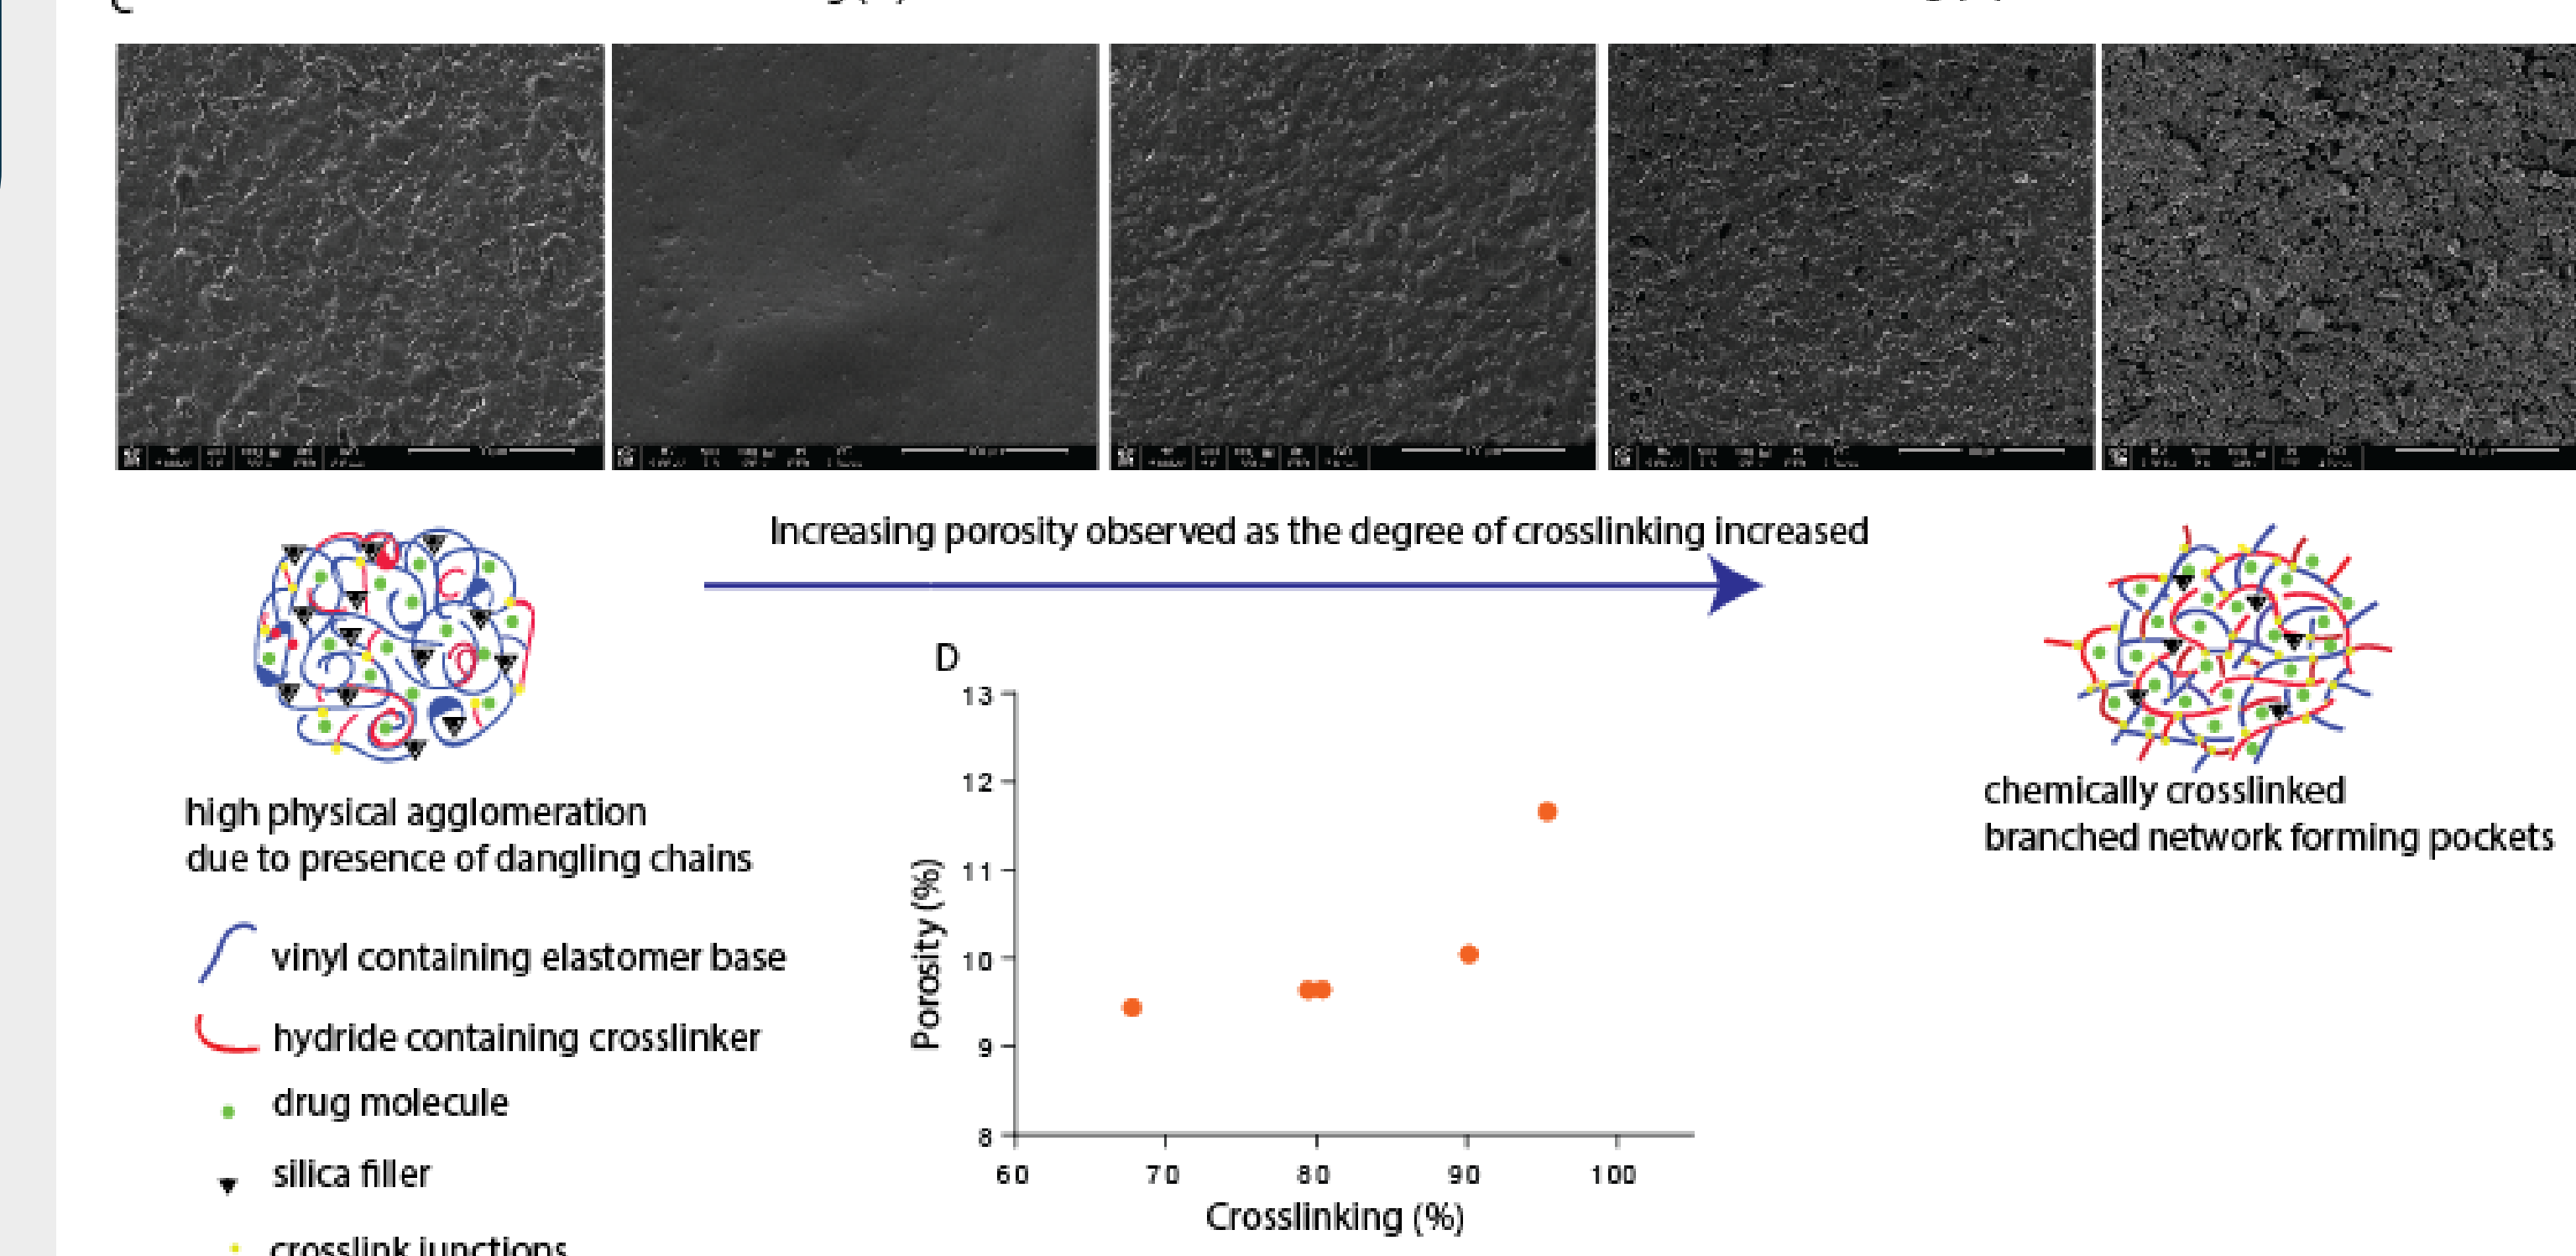 Increasing porosity observed as the degree of crosslinking increased
high physical agglomeration
due to presence of dangling chains
vinyl containing elastomer base
hydride containing crosslinker
drug molecule
silica filler
crosslink junctions
D
13
12
11
10
9
8
Porosity (%)
60 70 80 90 100
Crosslinking (%)
chemically crosslinked
branched network forming pockets